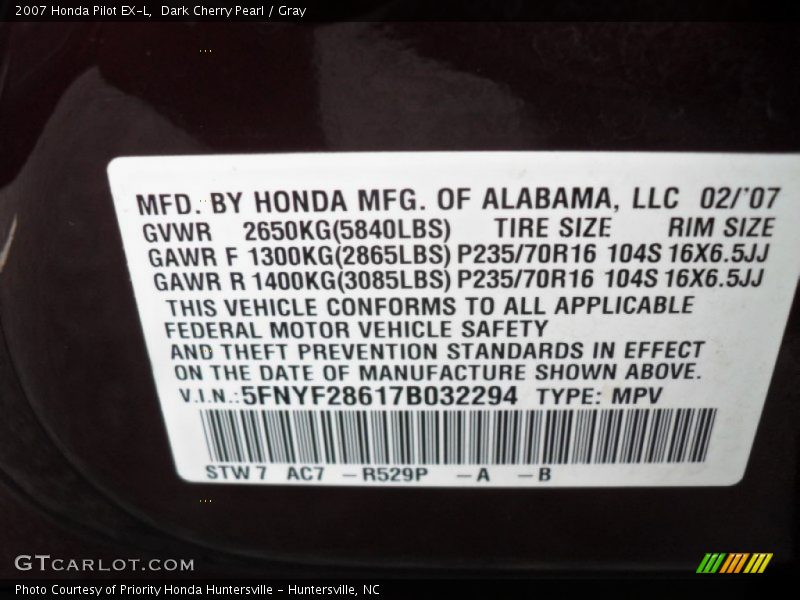 2007 Honda Pilot EX-L, Dark Cherry Pearl / Gray
MFD. BY HONDA MFG. OF ALABAMA, LLC 02/'07
GVWR 2650KG(5840LBS) TIRE SIZE RIM SIZE
GAWR F 1300KG(2865LBS) P235/70R16 104S 16X6.5JJ
GAWR R 1400KG(3085LBS) P235/70R16 104S 16X6.5JJ
THIS VEHICLE CONFORMS TO ALL APPLICABLE
FEDERAL MOTOR VEHICLE SAFETY
AND THEFT PREVENTION STANDARDS IN EFFECT
ON THE DATE OF MANUFACTURE SHOWN ABOVE.
V.I.N.:5FNYF28617B032294 TYPE: MPV
STW7 AC7 -R529P -A -B
GTCARLOT.COM
Photo Courtesy of Priority Honda Huntersville - Huntersville, NC